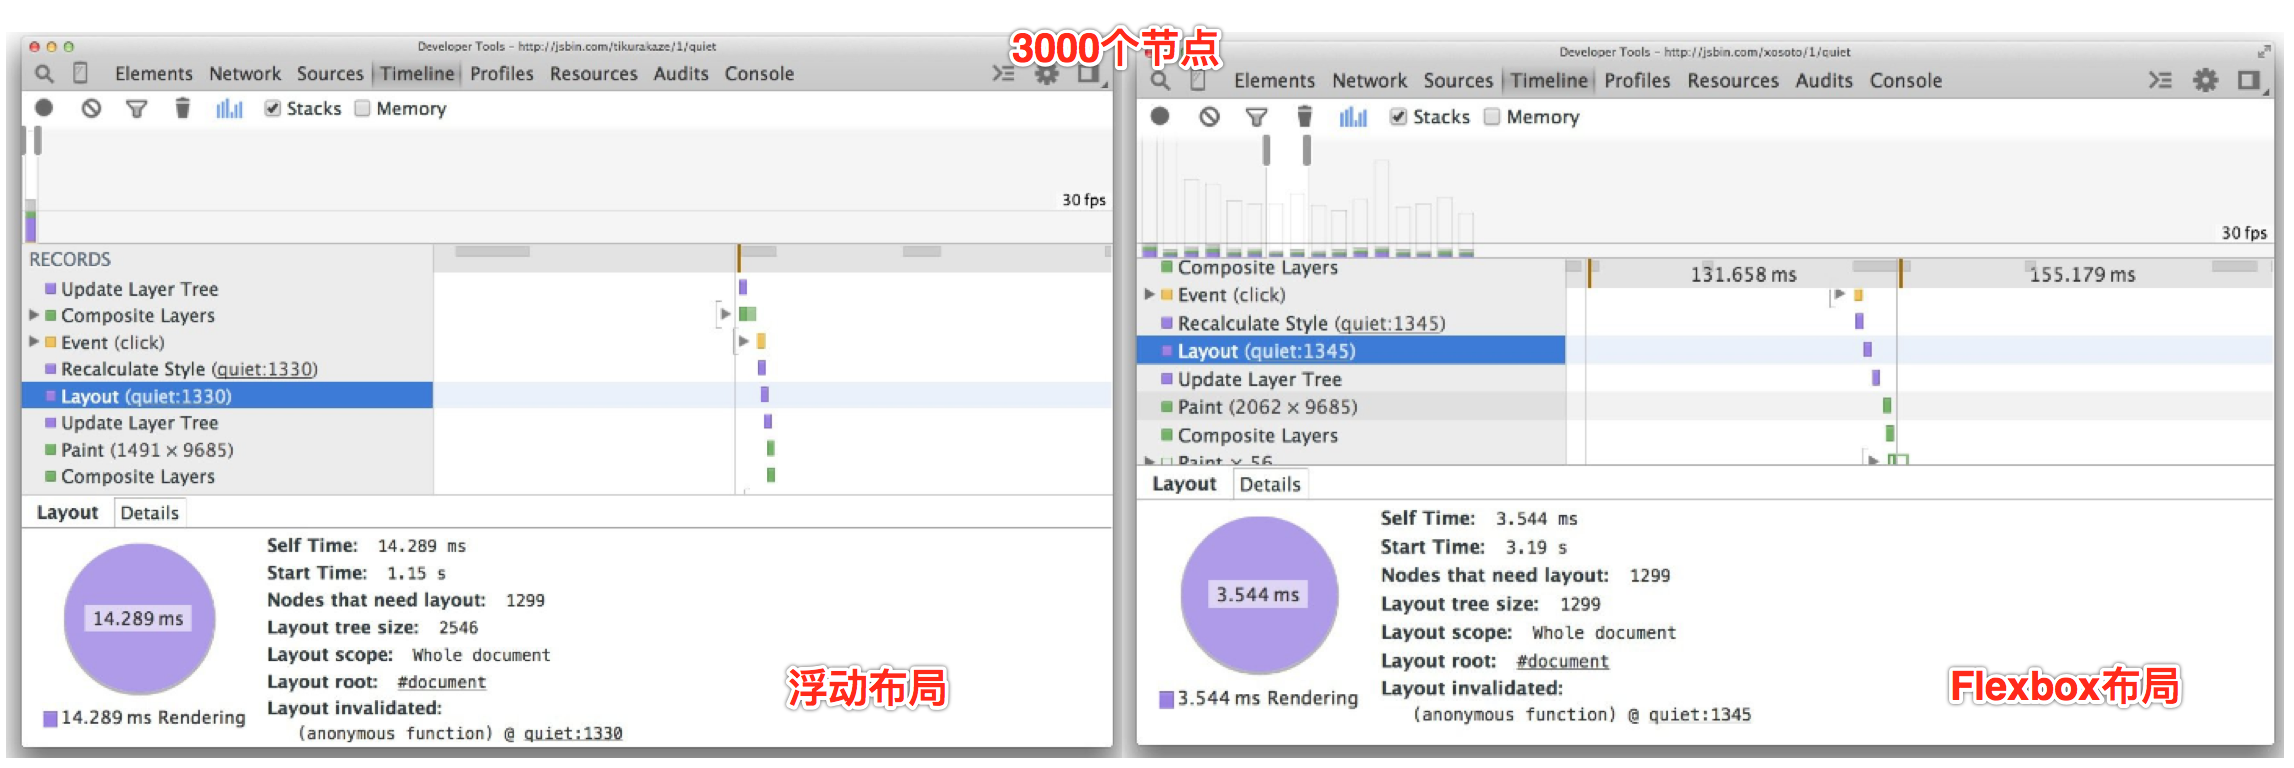 3000个节点
Developer Tools - http://jsbin.com/tikurakaze/1/quiet
Elements Network Sources Timeline Profiles Resources Audits Console
Stacks Memory
30 fps
RECORDS
Update Layer Tree
Composite Layers
Event (click)
Recalculate Style (quiet:1330)
Layout (quiet:1330)
Update Layer Tree
Paint (1491 × 9685)
Composite Layers
Layout Details
14.289 ms
14.289 ms Rendering
Self Time: 14.289 ms
Start Time: 1.15 s
Nodes that need layout: 1299
Layout tree size: 2546
Layout scope: Whole document
Layout root: #document
Layout invalidated:
(anonymous function) @ quiet:1330
浮动布局
Developer Tools - http://jsbin.com/xosoto/1/quiet
Elements Network Sources Timeline Profiles Resources Audits Console
Stacks Memory
30 fps
131.658 ms 155.179 ms
Composite Layers
Event (click)
Recalculate Style (quiet:1345)
Layout (quiet:1345)
Update Layer Tree
Paint (2062 × 9685)
Composite Layers
Paint × 56
Layout Details
3.544 ms
3.544 ms Rendering
Self Time: 3.544 ms
Start Time: 3.19 s
Nodes that need layout: 1299
Layout tree size: 1299
Layout scope: Whole document
Layout root: #document
Layout invalidated:
(anonymous function) @ quiet:1345
Flexbox布局